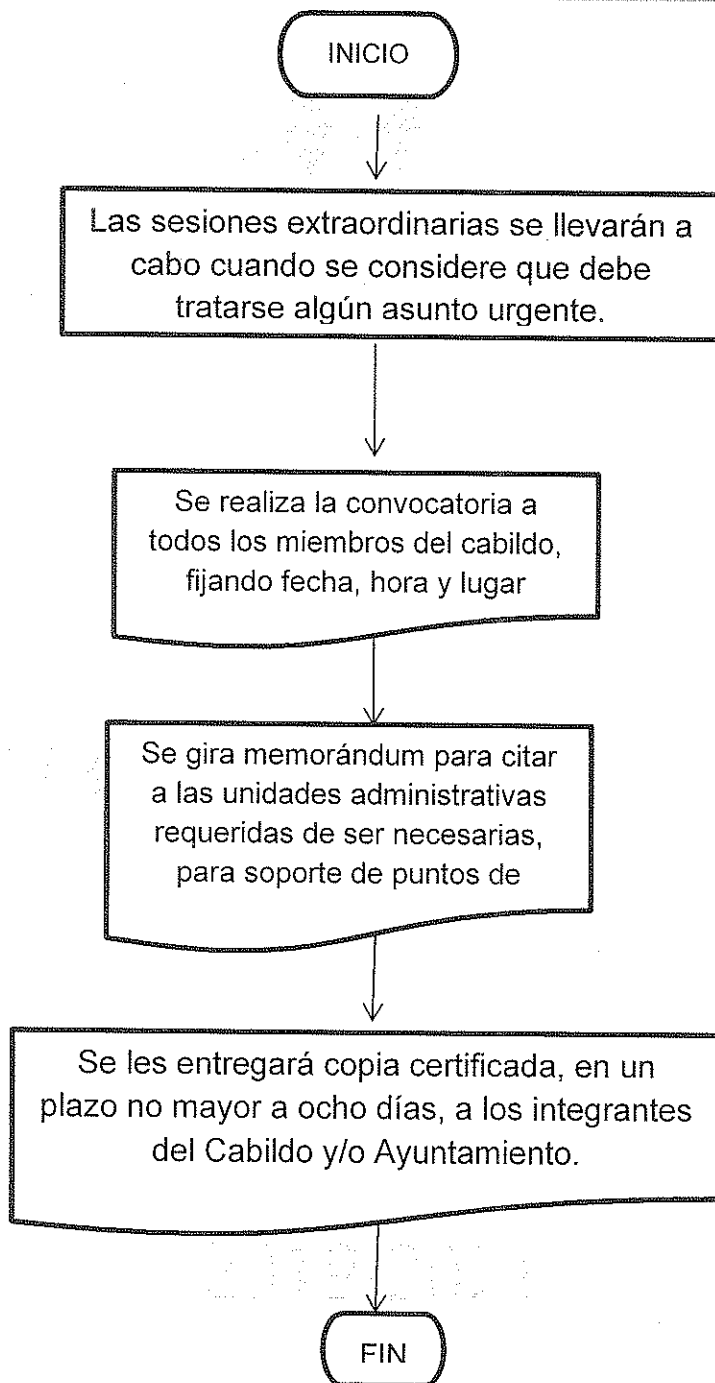 INICIO
Las sesiones extraordinarias se llevarán a
cabo cuando se considere que debe
tratarse algún asunto urgente.
Se realiza la convocatoria a
todos los miembros del cabildo,
fijando fecha, hora y lugar
Se gira memorándum para citar
a las unidades administrativas
requeridas de ser necesarias,
para soporte de puntos de
Se les entregará copia certificada, en un
plazo no mayor a ocho días, a los integrantes
del Cabildo y/o Ayuntamiento.
FIN